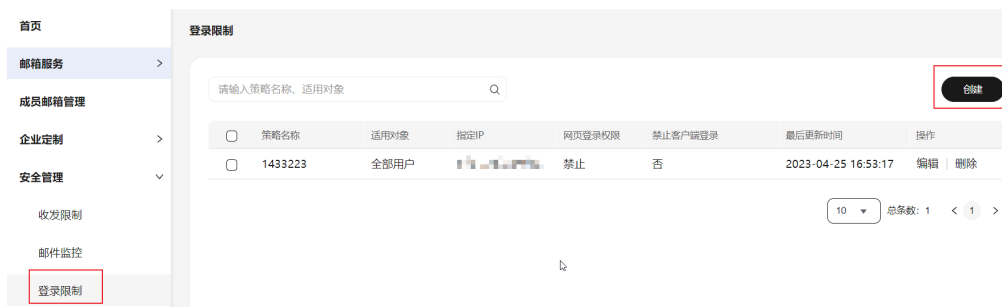 首页
邮箱服务
成员邮箱管理
企业定制
安全管理
收发限制
邮件监控
登录限制
登录限制
请输入策略名称、适用对象
创建
策略名称 适用对象 指定IP 网页登录权限 禁止客户端登录 最后更新时间 操作
1433223 全部用户 禁止 否 2023-04-25 16:53:17 编辑 | 删除
10 总条数: 1 < 1 >